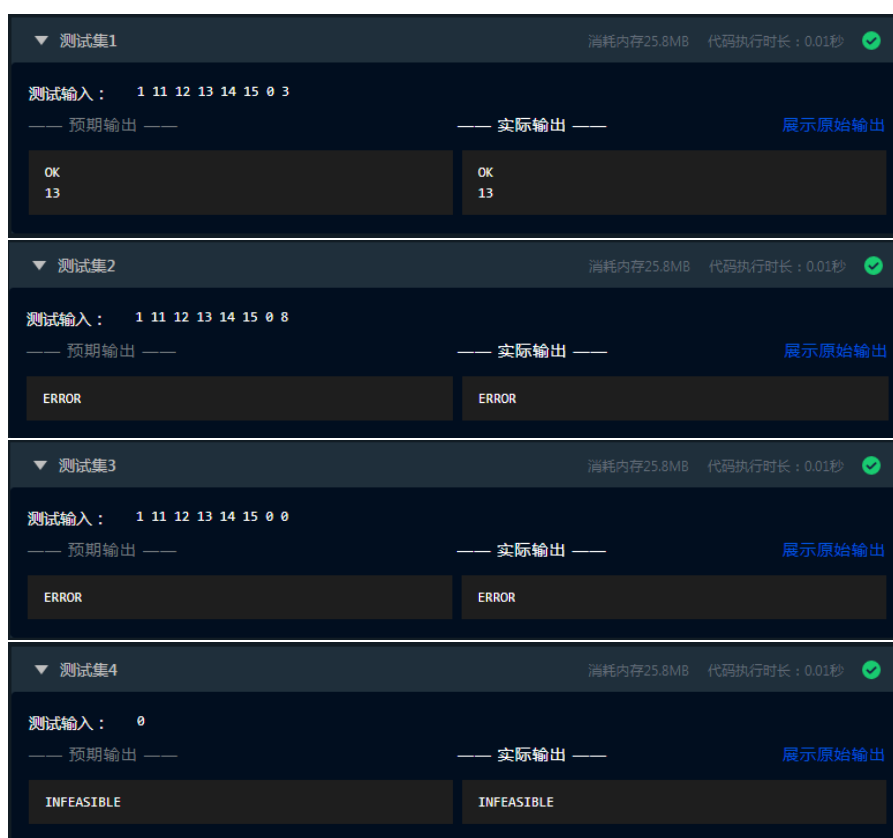 测试集1 消耗内存25.8MB 代码执行时长：0.01秒
测试输入： 1 11 12 13 14 15 0 3
—— 预期输出 —— —— 实际输出 —— 展示原始输出
OK OK
13 13
测试集2 消耗内存25.8MB 代码执行时长：0.01秒
测试输入： 1 11 12 13 14 15 0 8
—— 预期输出 —— —— 实际输出 —— 展示原始输出
ERROR ERROR
测试集3 消耗内存25.8MB 代码执行时长：0.01秒
测试输入： 1 11 12 13 14 15 0 0
—— 预期输出 —— —— 实际输出 —— 展示原始输出
ERROR ERROR
测试集4 消耗内存25.8MB 代码执行时长：0.01秒
测试输入： 0
—— 预期输出 —— —— 实际输出 —— 展示原始输出
INFEASIBLE INFEASIBLE